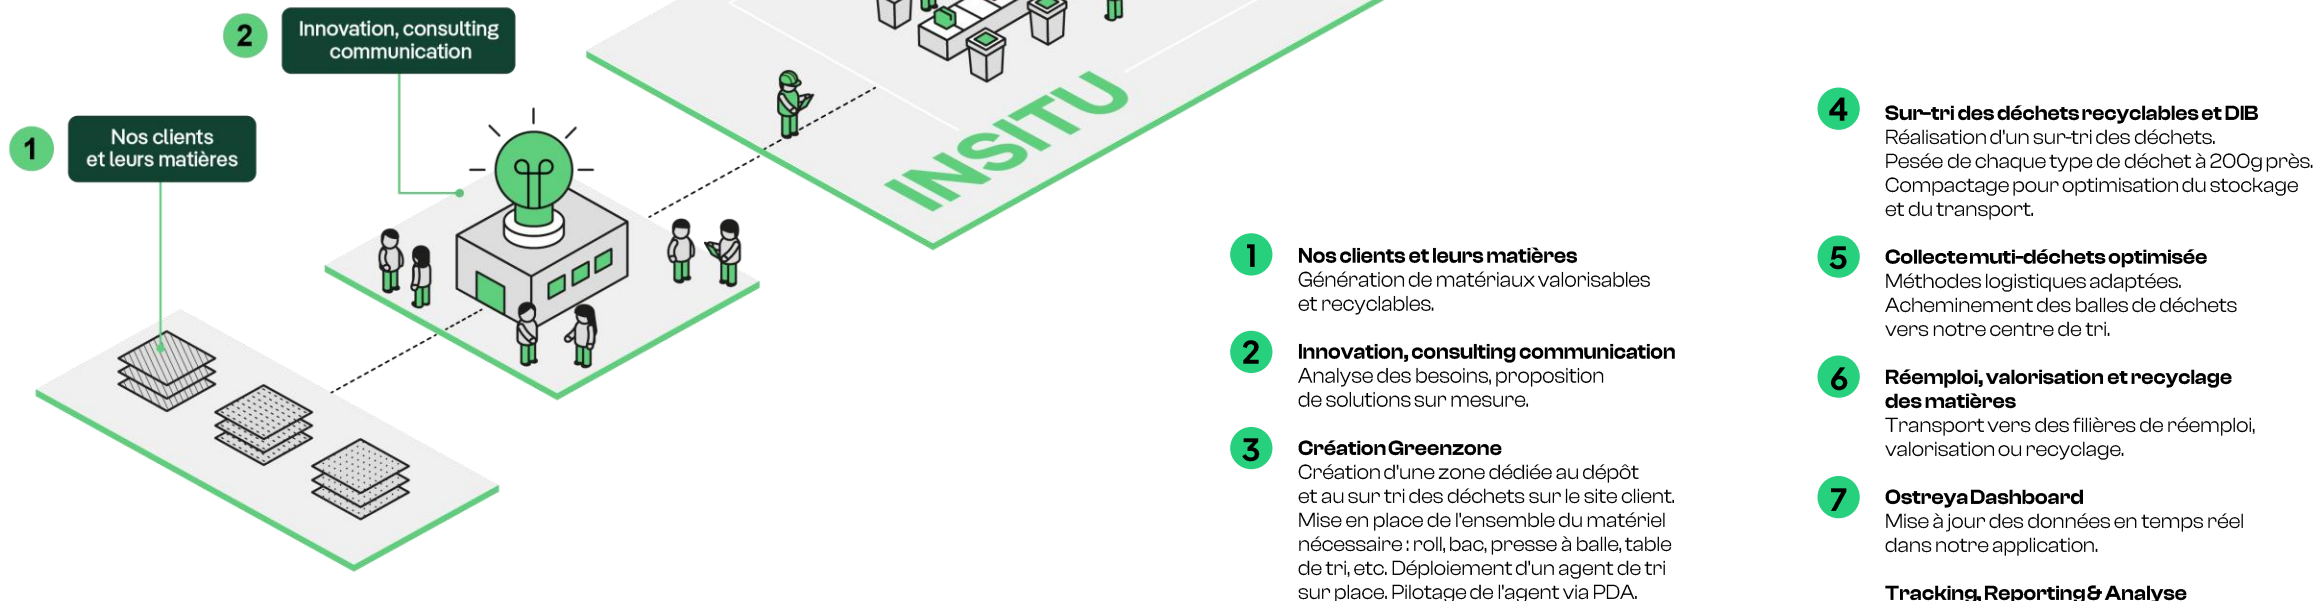 2
Innovation, consulting
communication
1
Nos clients
et leurs matières
INSITU
1
Nos clients et leurs matières
Génération de matériaux valorisables
et recyclables.
2
Innovation, consulting communication
Analyse des besoins, proposition
de solutions sur mesure.
3
Création Greenzone
Création d'une zone dédiée au dépôt
et au sur tri des déchets sur le site client.
Mise en place de l'ensemble du matériel
nécessaire : roll, bac, presse à balle, table
de tri, etc. Déploiement d'un agent de tri
sur place. Pilotage de l'agent via PDA.
4
Sur-tri des déchets recyclables et DIB
Réalisation d'un sur-tri des déchets.
Pesée de chaque type de déchet à 200g près.
Compactage pour optimisation du stockage
et du transport.
5
Collecte muti-déchets optimisée
Méthodes logistiques adaptées.
Acheminement des balles de déchets
vers notre centre de tri.
6
Réemploi, valorisation et recyclage
des matières
Transport vers des filières de réemploi,
valorisation ou recyclage.
7
Ostreya Dashboard
Mise à jour des données en temps réel
dans notre application.
Tracking, Reporting & Analyse